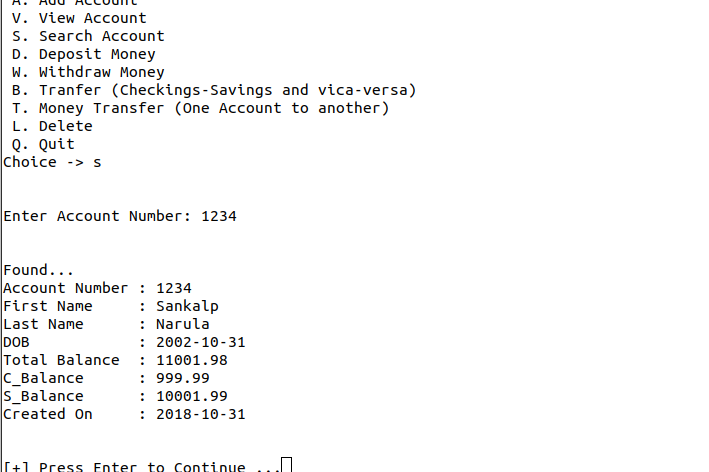 A. Add Account
V. View Account
S. Search Account
D. Deposit Money
W. Withdraw Money
B. Tranfer (Checkings-Savings and vica-versa)
T. Money Transfer (One Account to another)
L. Delete
Q. Quit
Choice -> s
Enter Account Number: 1234
Found...
Account Number : 1234
First Name     : Sankalp
Last Name      : Narula
DOB            : 2002-10-31
Total Balance  : 11001.98
C_Balance      : 999.99
S_Balance      : 10001.99
Created On     : 2018-10-31
[+] Press Enter to Continue ...